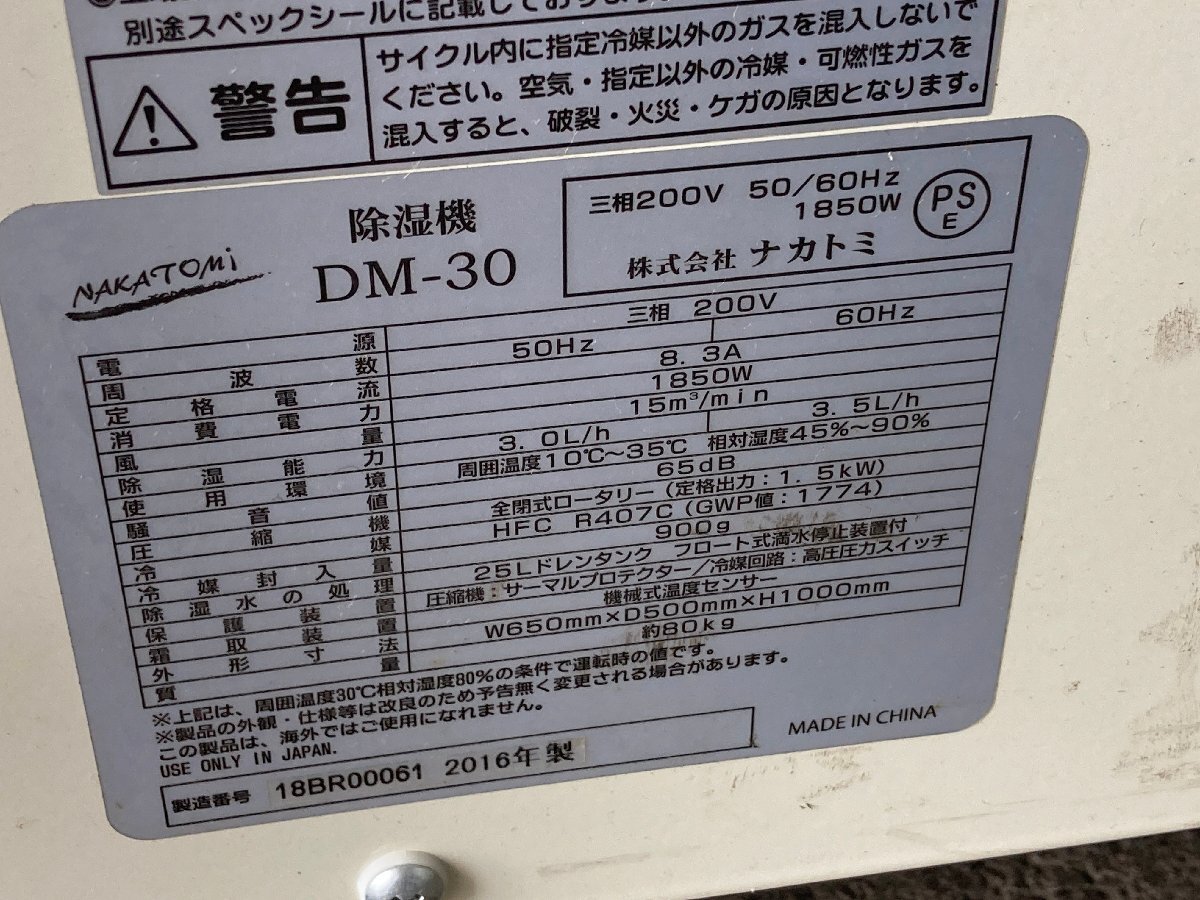 別途スペックシールに記載しております。
警告
サイクル内に指定冷媒以外のガスを混入しないで
ください。空気・指定以外の冷媒・可燃性ガスを
混入すると、破裂・火災・ケガの原因となります。
NAKATOMI
除湿機
DM-30
三相200V 50/60Hz
1850W
PS
E
株式会社 ナカトミ
電源 三相 200V
周波数 50Hz 60Hz
定格電流 8.3A
消費電力 1850W
風量 15m³/min
除湿能力 3.0L/h 3.5L/h
使用環境 周囲温度10℃～35℃ 相対湿度45%～90%
騒音値 65dB
圧縮機 全閉式ロータリー（定格出力：1.5kW）
冷媒 HFC R407C（GWP値：1774）
冷媒封入量 900g
除湿水の処理 25Lドレンタンク フロート式満水停止装置付
保護装置 圧縮機：サーマルプロテクター/冷媒回路：高圧圧力スイッチ
霜取装置 機械式温度センサー
外形寸法 W650mm×D500mm×H1000mm
質量 約80kg
※上記は、周囲温度30℃相対湿度80%の条件で運転時の値です。
※製品の外観・仕様等は改良のため予告無く変更される場合があります。
この製品は、海外ではご使用になれません。
USE ONLY IN JAPAN.
MADE IN CHINA
製造番号 18BR00061 2016年製